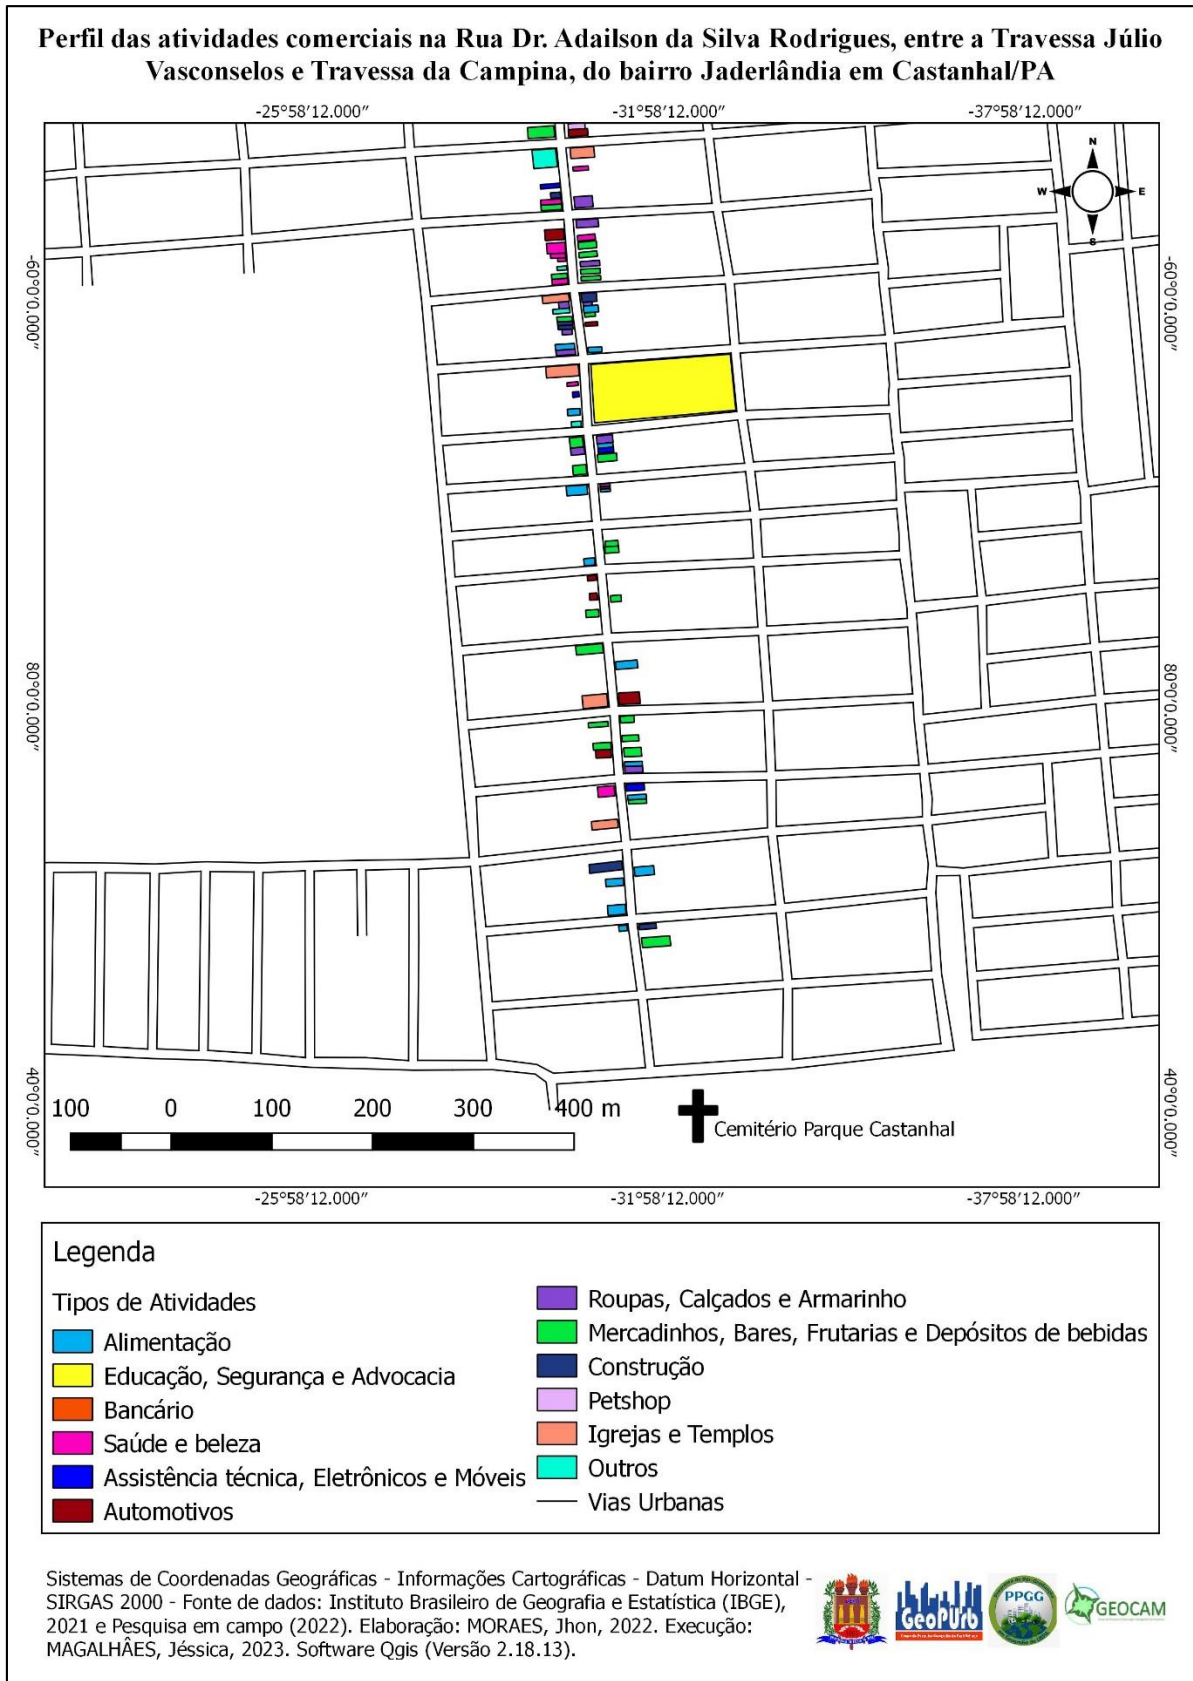 Perfil das atividades comerciais na Rua Dr. Adailson da Silva Rodrigues, entre a Travessa Júlio
Vasconselos e Travessa da Campina, do bairro Jaderlândia em Castanhal/PA
-25°58'12.000" -31°58'12.000" -37°58'12.000"
N
W E
S
-60°0'0.000" -60°0'0.000"
80°0'0.000" 80°0'0.000"
40°0'0.000" 40°0'0.000"
100 0 100 200 300 400 m
Cemitério Parque Castanhal
-25°58'12.000" -31°58'12.000" -37°58'12.000"
Legenda
Tipos de Atividades
Alimentação
Educação, Segurança e Advocacia
Bancário
Saúde e beleza
Assistência técnica, Eletrônicos e Móveis
Automotivos
Roupas, Calçados e Armarinho
Mercadinhos, Bares, Frutarias e Depósitos de bebidas
Construção
Petshop
Igrejas e Templos
Outros
Vias Urbanas
Sistemas de Coordenadas Geográficas - Informações Cartográficas - Datum Horizontal -
SIRGAS 2000 - Fonte de dados: Instituto Brasileiro de Geografia e Estatística (IBGE),
2021 e Pesquisa em campo (2022). Elaboração: MORAES, Jhon, 2022. Execução:
MAGALHÃES, Jéssica, 2023. Software Qgis (Versão 2.18.13).
GeoPUrb
PPGG
GEOCAM